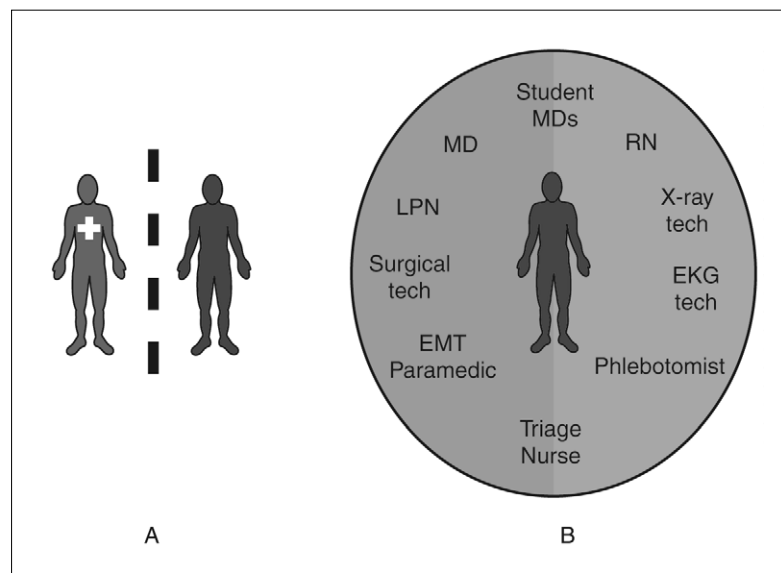 Student
MDs
MD
RN
LPN
X-ray
tech
Surgical
tech
EKG
tech
EMT
Paramedic
Phlebotomist
Triage
Nurse
A
B